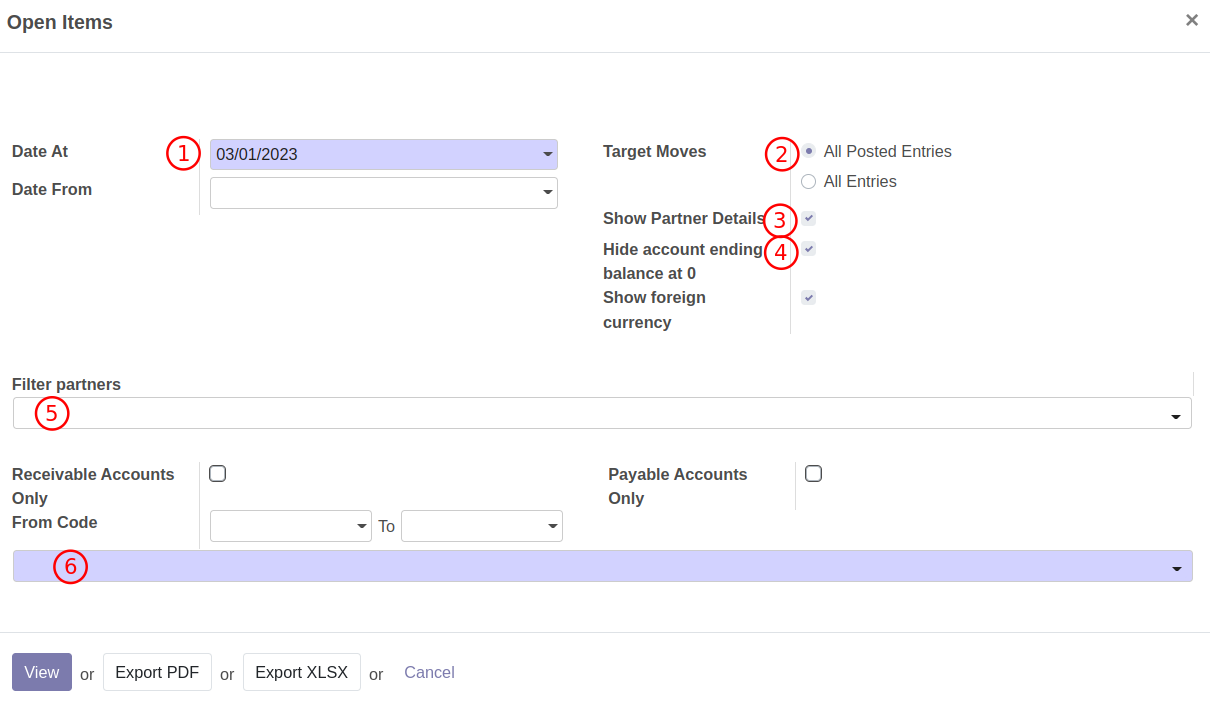 Open Items ×
Date At 1 03/01/2023
Target Moves 2 All Posted Entries
Date From
All Entries
Show Partner Details 3
Hide account ending 4
balance at 0
Show foreign
currency
Filter partners
5
Receivable Accounts
Only
Payable Accounts
Only
From Code To
6
View or Export PDF or Export XLSX or Cancel